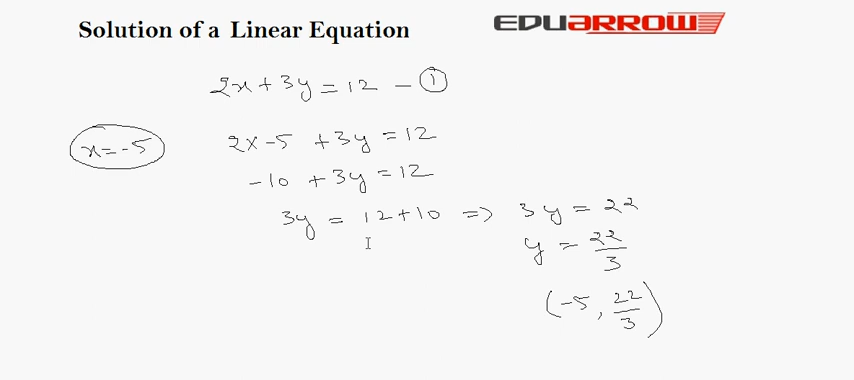 Solution of a Linear Equation
EDUARROW
2x + 3y = 12 — ①
x = -5
2 × -5 + 3y = 12
-10 + 3y = 12
3y = 12 + 10 => 3y = 22
y = 22/3
(-5, 22/3)